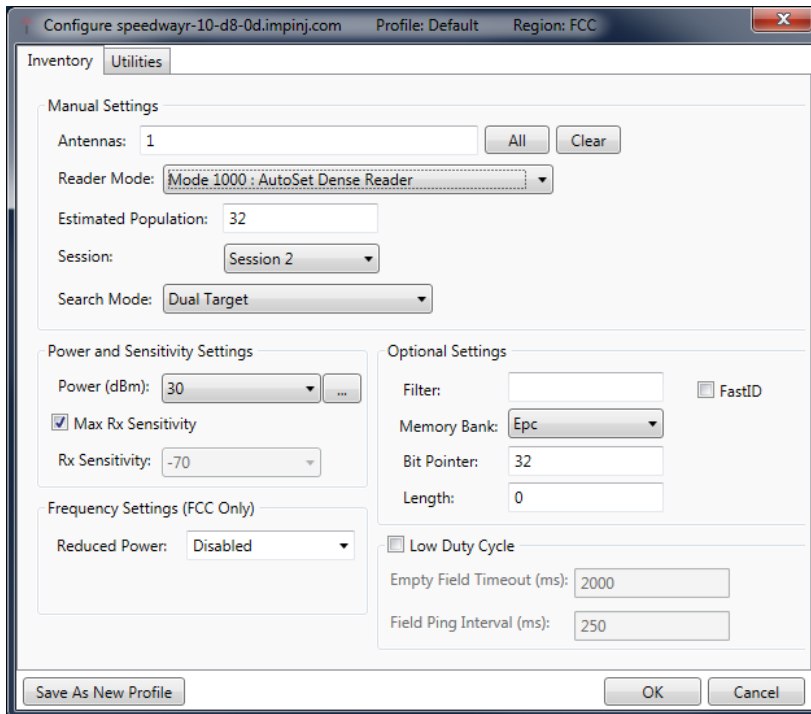 Configure speedwayr-10-d8-0d.impinj.com Profile: Default Region: FCC
Inventory Utilities
Manual Settings
Antennas: 1 All Clear
Reader Mode: Mode 1000 : AutoSet Dense Reader
Estimated Population: 32
Session: Session 2
Search Mode: Dual Target
Power and Sensitivity Settings
Power (dBm): 30 ...
Max Rx Sensitivity
Rx Sensitivity: -70
Frequency Settings (FCC Only)
Reduced Power: Disabled
Optional Settings
Filter: FastID
Memory Bank: Epc
Bit Pointer: 32
Length: 0
Low Duty Cycle
Empty Field Timeout (ms): 2000
Field Ping Interval (ms): 250
Save As New Profile OK Cancel